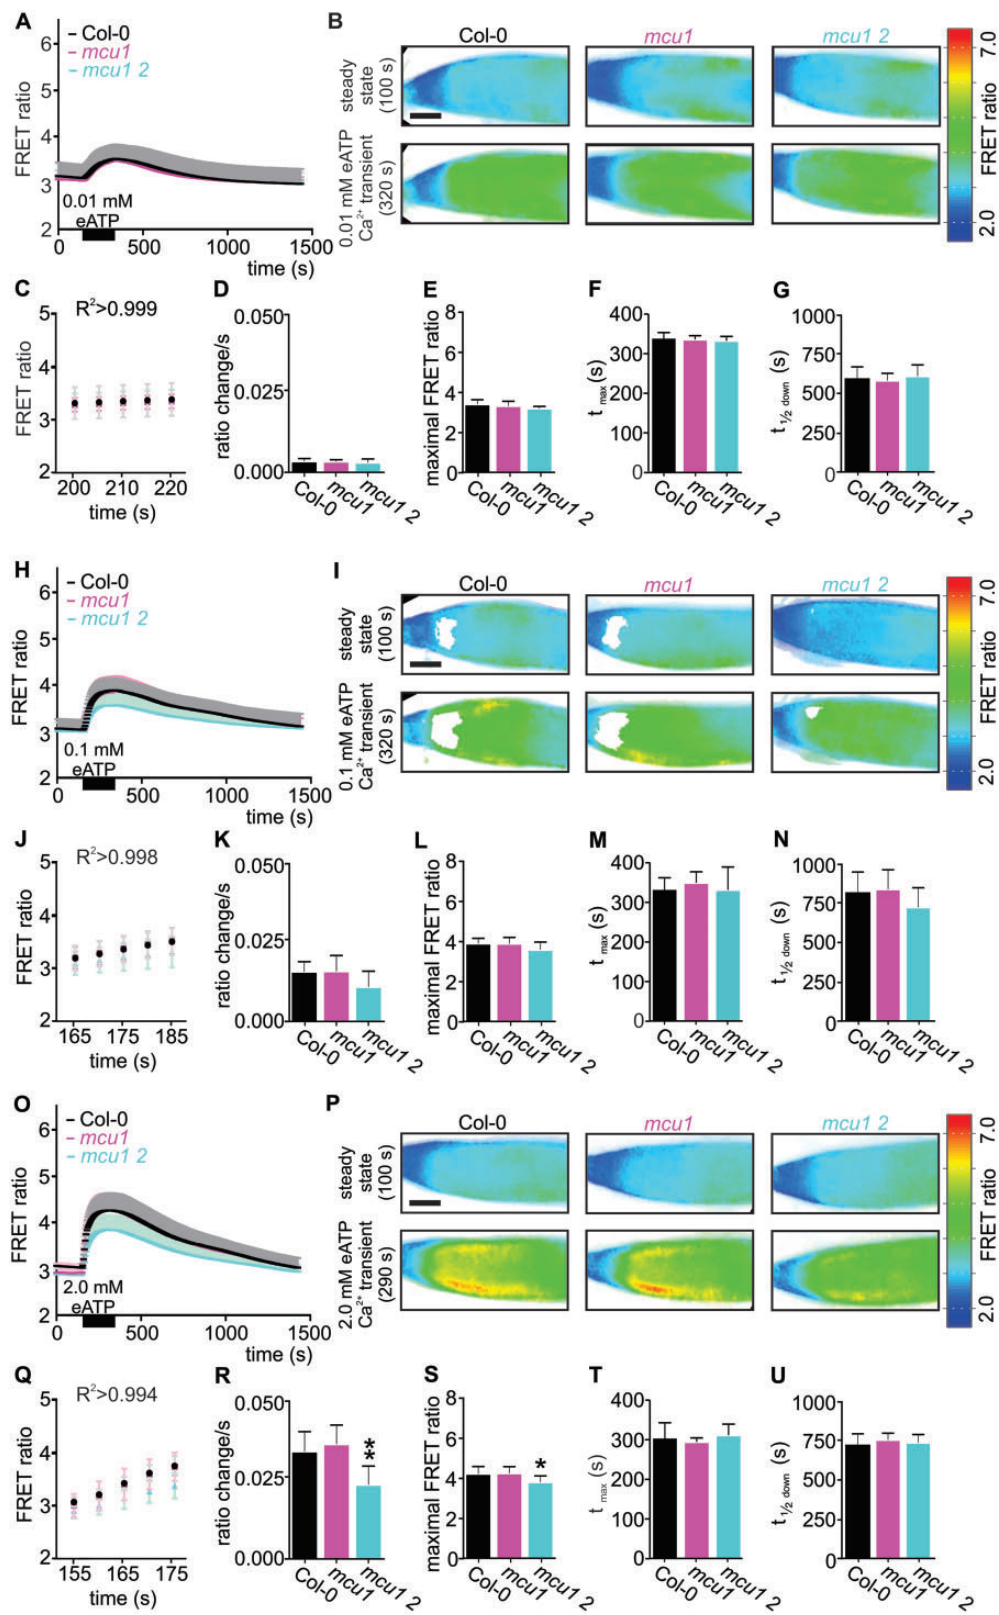 A
B
Col-0
mcu1
mcu1 2
FRET ratio
6
5
4
3
2
0.01 mM
eATP
0 500 1000 1500
time (s)
Col-0 mcu1 mcu1 2
steady
state
(100 s)
0.01 mM eATP
Ca2+ transient
(320 s)
7.0
FRET ratio
2.0
C D E F G
R2>0.999
FRET ratio
5
4
3
2
200 210 220
time (s)
ratio change/s
0.050
0.025
0.000
Col-0 mcu1 mcu1 2
maximal FRET ratio
8
6
4
2
0
Col-0 mcu1 mcu1 2
t max (s)
400
300
200
100
0
Col-0 mcu1 mcu1 2
t ½ down (s)
1000
750
500
250
0
Col-0 mcu1 mcu1 2
H
I
Col-0
mcu1
mcu1 2
FRET ratio
6
5
4
3
2
0.1 mM
eATP
0 500 1000 1500
time (s)
Col-0 mcu1 mcu1 2
steady
state
(100 s)
0.1 mM eATP
Ca2+ transient
(320 s)
7.0
FRET ratio
2.0
J K L M N
R2>0.998
FRET ratio
5
4
3
2
165 175 185
time (s)
ratio change/s
0.050
0.025
0.000
Col-0 mcu1 mcu1 2
maximal FRET ratio
8
6
4
2
0
Col-0 mcu1 mcu1 2
t max (s)
400
300
200
100
0
Col-0 mcu1 mcu1 2
t ½ down (s)
1000
750
500
250
0
Col-0 mcu1 mcu1 2
O
P
Col-0
mcu1
mcu1 2
FRET ratio
6
5
4
3
2
2.0 mM
eATP
0 500 1000 1500
time (s)
Col-0 mcu1 mcu1 2
steady
state
(100 s)
2.0 mM eATP
Ca2+ transient
(290 s)
7.0
FRET ratio
2.0
Q R S T U
R2>0.994
FRET ratio
5
4
3
2
155 165 175
time (s)
ratio change/s
0.050
0.025
0.000
**
Col-0 mcu1 mcu1 2
maximal FRET ratio
8
6
4
2
0
*
Col-0 mcu1 mcu1 2
t max (s)
400
300
200
100
0
Col-0 mcu1 mcu1 2
t ½ down (s)
1000
750
500
250
0
Col-0 mcu1 mcu1 2